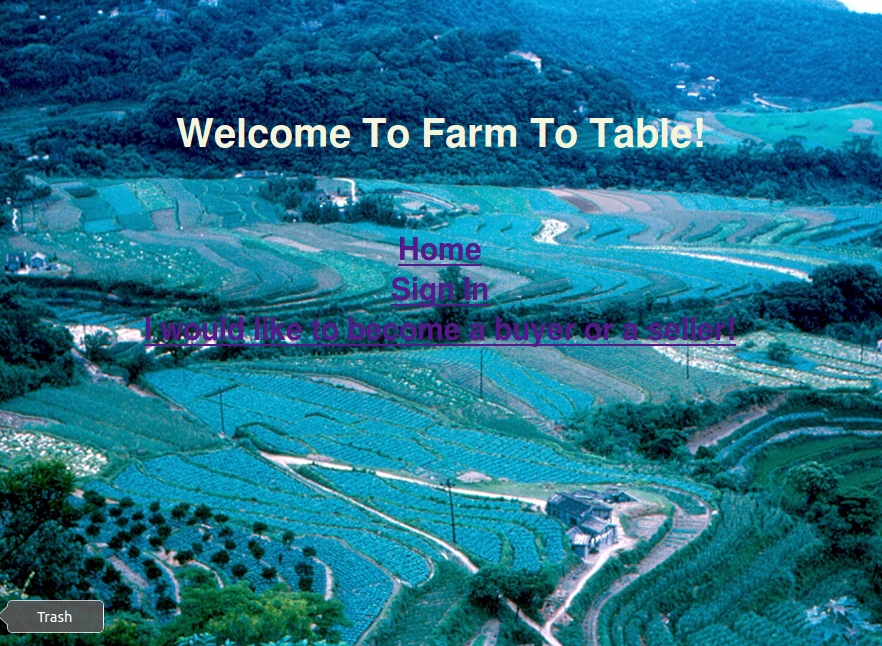 Welcome To Farm To Table!
Home
Sign In
I would like to become a buyer or a seller!
Trash